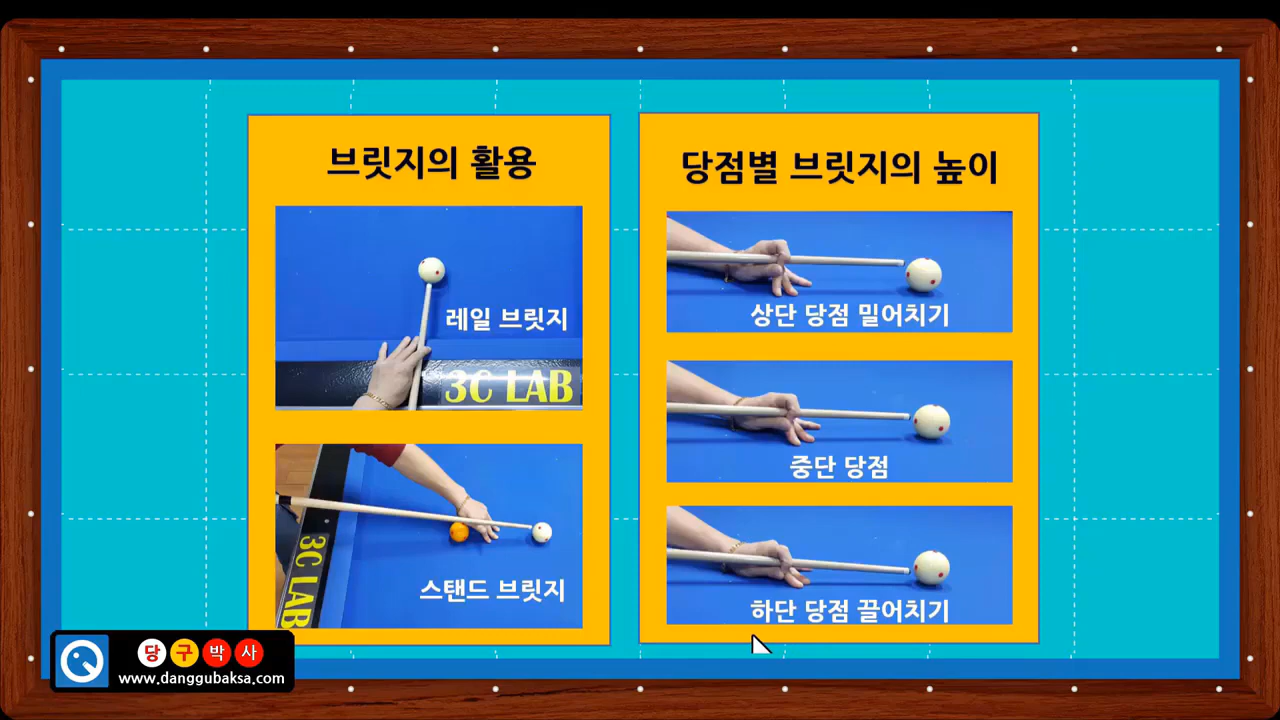 브릿지의 활용
레일 브릿지
3C LAB
스탠드 브릿지
3C LAB
당점별 브릿지의 높이
상단 당점 밀어치기
중단 당점
하단 당점 끌어치기
당구박사
www.danggubaksa.com